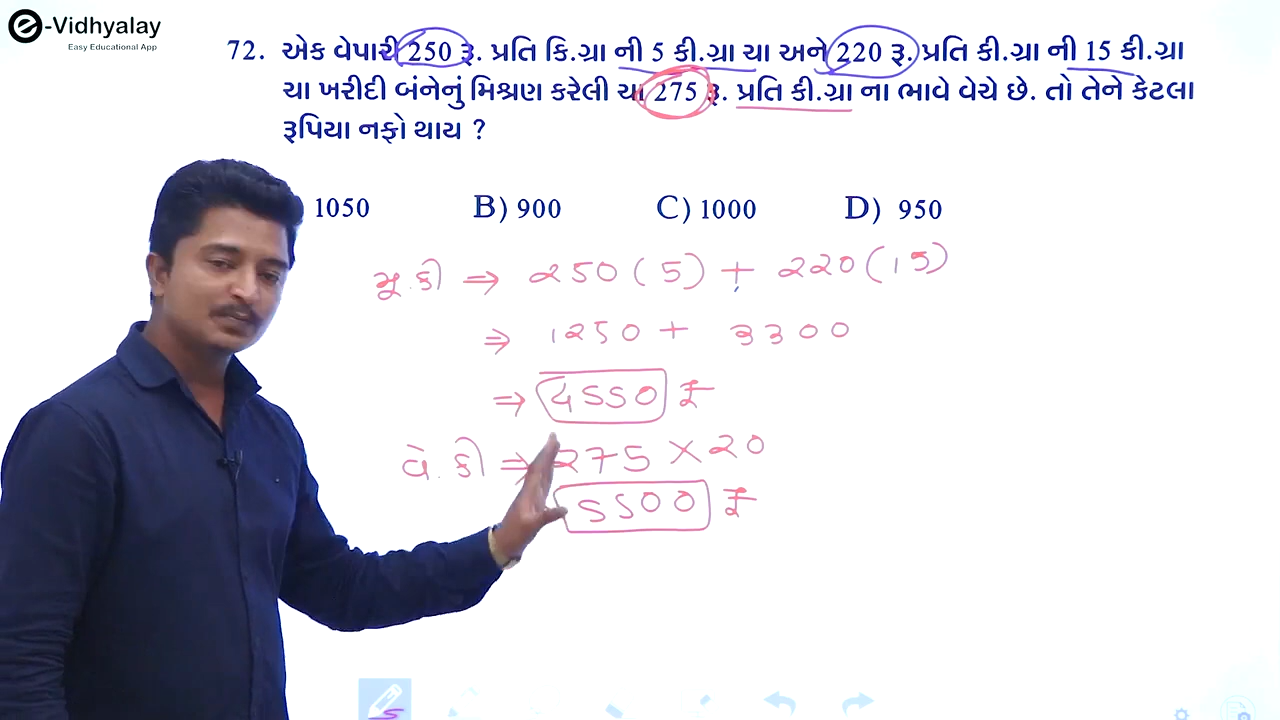 e-Vidhyalay
Easy Educational App
72. એક વેપારી 250 રૂ. પ્રતિ કિ.ગ્રા ની 5 કી.ગ્રા ચા અને 220 રૂ. પ્રતિ કી.ગ્રા ની 15 કી.ગ્રા
ચા ખરીદી બંનેનું મિશ્રણ કરેલી ચા 275 રૂ. પ્રતિ કી.ગ્રા ના ભાવે વેચે છે. તો તેને કેટલા
રૂપિયા નફો થાય ?
1050 B) 900 C) 1000 D) 950
મૂ.કી ⇒ 250 (5) + 220 (15)
⇒ 1250 + 3300
⇒ 4550 ₹
વે.કી ⇒ 275 × 20
5500 ₹